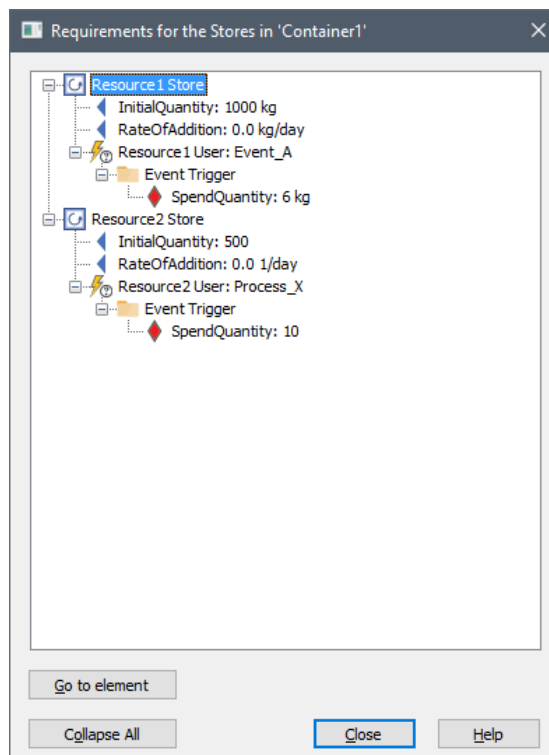 Requirements for the Stores in 'Container1'
Resource1 Store
InitialQuantity: 1000 kg
RateOfAddition: 0.0 kg/day
Resource1 User: Event_A
Event Trigger
SpendQuantity: 6 kg
Resource2 Store
InitialQuantity: 500
RateOfAddition: 0.0 1/day
Resource2 User: Process_X
Event Trigger
SpendQuantity: 10
Go to element
Collapse All
Close
Help